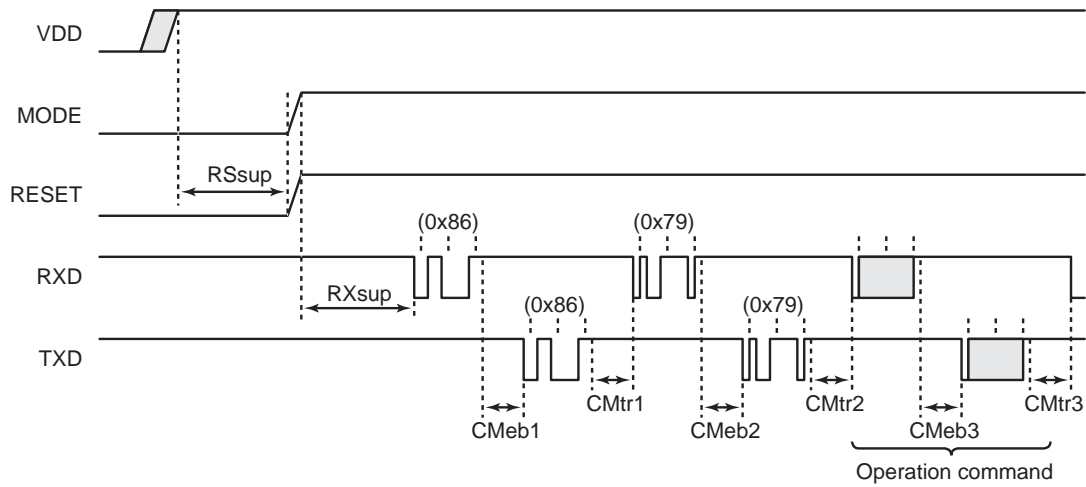 VDD
MODE
RSsup
RESET
(0x86)
(0x79)
RXD
RXsup
(0x86)
(0x79)
TXD
CMtr1
CMtr2
CMtr3
CMeb1
CMeb2
CMeb3
Operation command